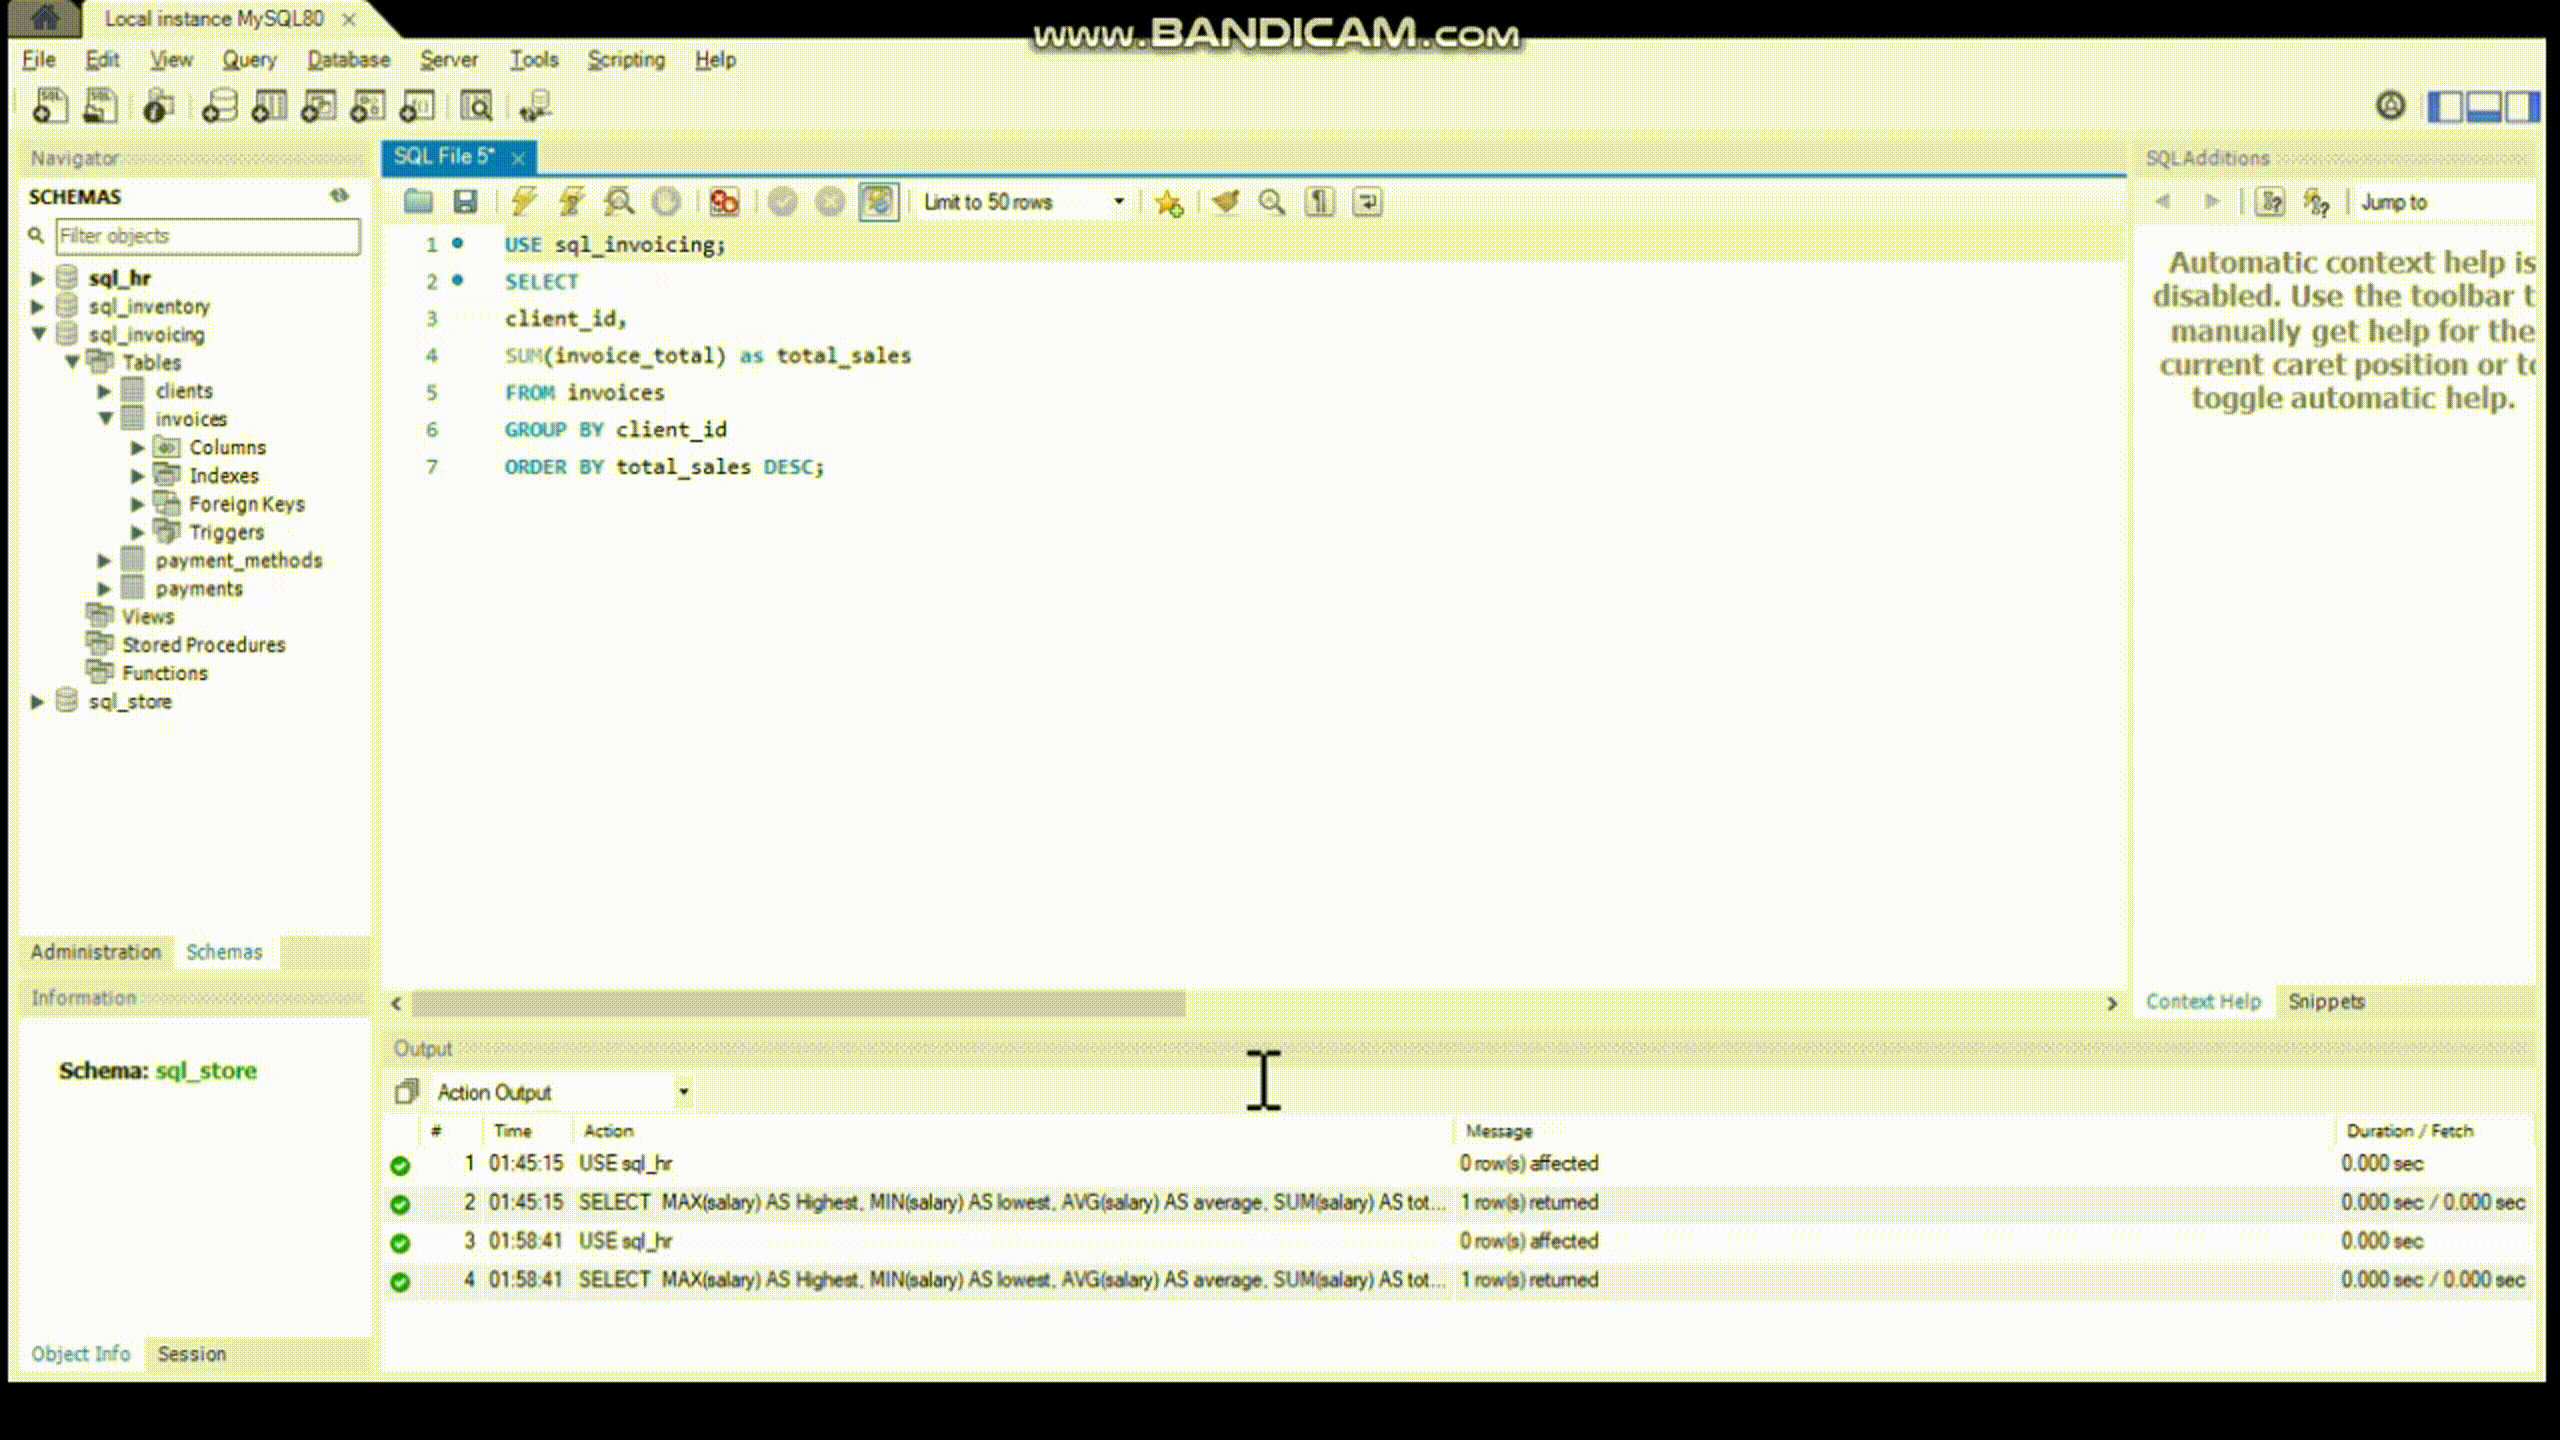 Local instance MySQL80
www.BANDICAM.com
File Edit View Query Database Server Tools Scripting Help
Navigator
SCHEMAS
Filter objects
sql_hr
sql_inventory
sql_invoicing
Tables
clients
invoices
Columns
Indexes
Foreign Keys
Triggers
payment_methods
payments
Views
Stored Procedures
Functions
sql_store
Administration Schemas
Information
Schema: sql_store
Object Info Session
SQL File 5*
Limit to 50 rows
1 USE sql_invoicing;
2 SELECT
3 client_id,
4 SUM(invoice_total) as total_sales
5 FROM invoices
6 GROUP BY client_id
7 ORDER BY total_sales DESC;
SQLAdditions
Jump to
Automatic context help is
disabled. Use the toolbar t
manually get help for the
current caret position or to
toggle automatic help.
Context Help Snippets
Output
Action Output
# Time Action Message Duration / Fetch
1 01:45:15 USE sql_hr 0 row(s) affected 0.000 sec
2 01:45:15 SELECT MAX(salary) AS Highest, MIN(salary) AS lowest, AVG(salary) AS average, SUM(salary) AS tot... 1 row(s) returned 0.000 sec / 0.000 sec
3 01:58:41 USE sql_hr 0 row(s) affected 0.000 sec
4 01:58:41 SELECT MAX(salary) AS Highest, MIN(salary) AS lowest, AVG(salary) AS average, SUM(salary) AS tot... 1 row(s) returned 0.000 sec / 0.000 sec